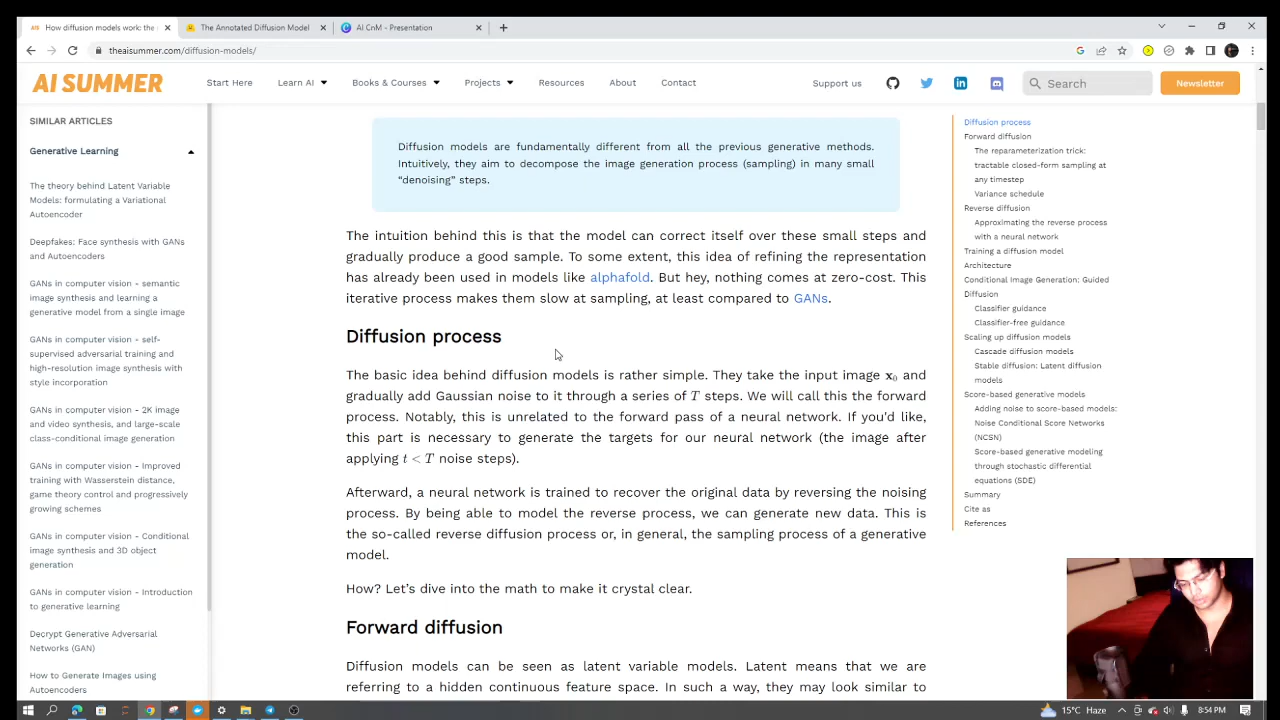 How diffusion models work: the
The Annotated Diffusion Model
AI CnM - Presentation
theaisummer.com/diffusion-models/
AI SUMMER
Start Here
Learn AI
Books & Courses
Projects
Resources
About
Contact
Support us
Search
Newsletter
SIMILAR ARTICLES
Generative Learning
The theory behind Latent Variable
Models: formulating a Variational
Autoencoder
Deepfakes: Face synthesis with GANs
and Autoencoders
GANs in computer vision - semantic
image synthesis and learning a
generative model from a single image
GANs in computer vision - self-
supervised adversarial training and
high-resolution image synthesis with
style incorporation
GANs in computer vision - 2K image
and video synthesis, and large-scale
class-conditional image generation
GANs in computer vision - Improved
training with Wasserstein distance,
game theory control and progressively
growing schemes
GANs in computer vision - Conditional
image synthesis and 3D object
generation
GANs in computer vision - Introduction
to generative learning
Decrypt Generative Adversarial
Networks (GAN)
How to Generate Images using
Autoencoders
Diffusion models are fundamentally different from all the previous generative methods.
Intuitively, they aim to decompose the image generation process (sampling) in many small
“denoising” steps.
The intuition behind this is that the model can correct itself over these small steps and
gradually produce a good sample. To some extent, this idea of refining the representation
has already been used in models like alphafold. But hey, nothing comes at zero-cost. This
iterative process makes them slow at sampling, at least compared to GANs.
Diffusion process
The basic idea behind diffusion models is rather simple. They take the input image x₀ and
gradually add Gaussian noise to it through a series of T steps. We will call this the forward
process. Notably, this is unrelated to the forward pass of a neural network. If you'd like,
this part is necessary to generate the targets for our neural network (the image after
applying t < T noise steps).
Afterward, a neural network is trained to recover the original data by reversing the noising
process. By being able to model the reverse process, we can generate new data. This is
the so-called reverse diffusion process or, in general, the sampling process of a generative
model.
How? Let’s dive into the math to make it crystal clear.
Forward diffusion
Diffusion models can be seen as latent variable models. Latent means that we are
referring to a hidden continuous feature space. In such a way, they may look similar to
Diffusion process
Forward diffusion
The reparameterization trick:
tractable closed-form sampling at
any timestep
Variance schedule
Reverse diffusion
Approximating the reverse process
with a neural network
Training a diffusion model
Architecture
Conditional Image Generation: Guided
Diffusion
Classifier guidance
Classifier-free guidance
Scaling up diffusion models
Cascade diffusion models
Stable diffusion: Latent diffusion
models
Score-based generative models
Adding noise to score-based models:
Noise Conditional Score Networks
(NCSN)
Score-based generative modeling
through stochastic differential
equations (SDE)
Summary
Cite as
References
15°C Haze
8:54 PM